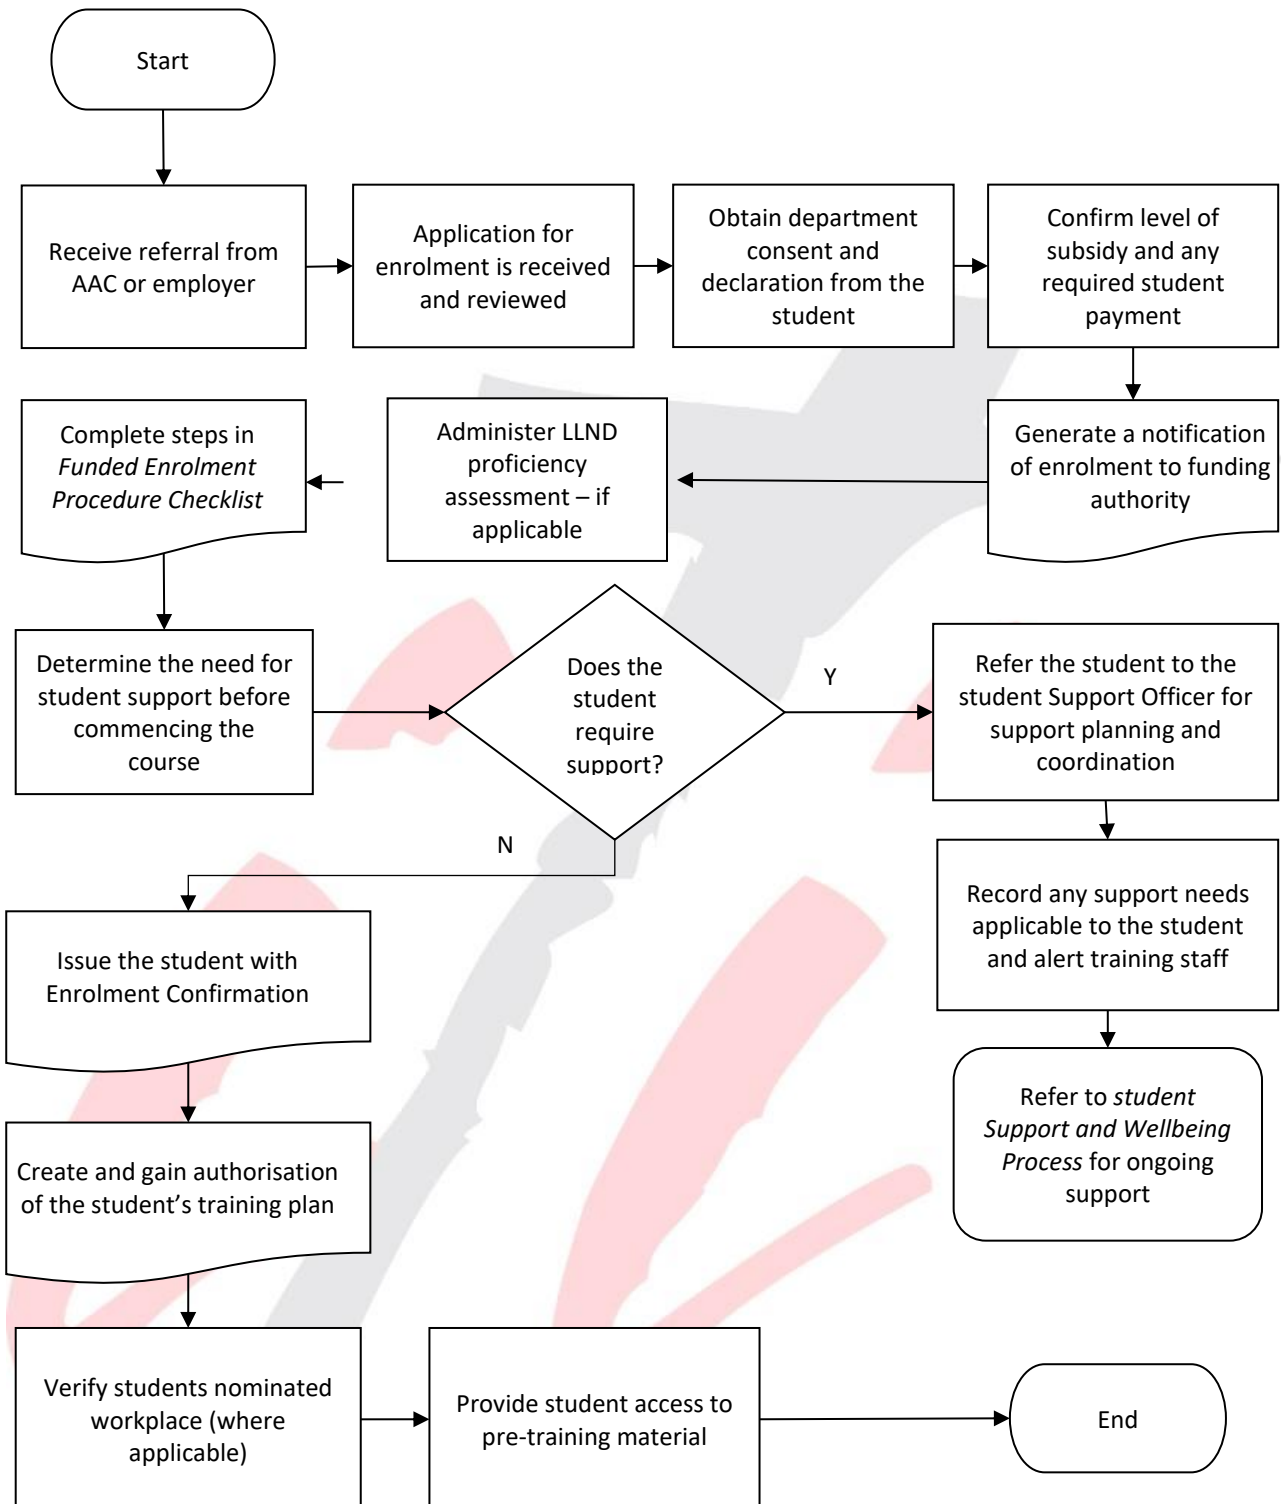 Start
Receive referral from
AAC or employer
Application for
enrolment is received
and reviewed
Obtain department
consent and
declaration from the
student
Confirm level of
subsidy and any
required student
payment
Generate a notification
of enrolment to funding
authority
Administer LLND
proficiency
assessment – if
applicable
Complete steps in
Funded Enrolment
Procedure Checklist
Determine the need for
student support before
commencing the
course
Does the
student
require
support?
Y
Refer the student to the
student Support Officer for
support planning and
coordination
Record any support needs
applicable to the student
and alert training staff
Refer to student
Support and Wellbeing
Process for ongoing
support
N
Issue the student with
Enrolment Confirmation
Create and gain authorisation
of the student’s training plan
Verify students nominated
workplace (where
applicable)
Provide student access to
pre-training material
End